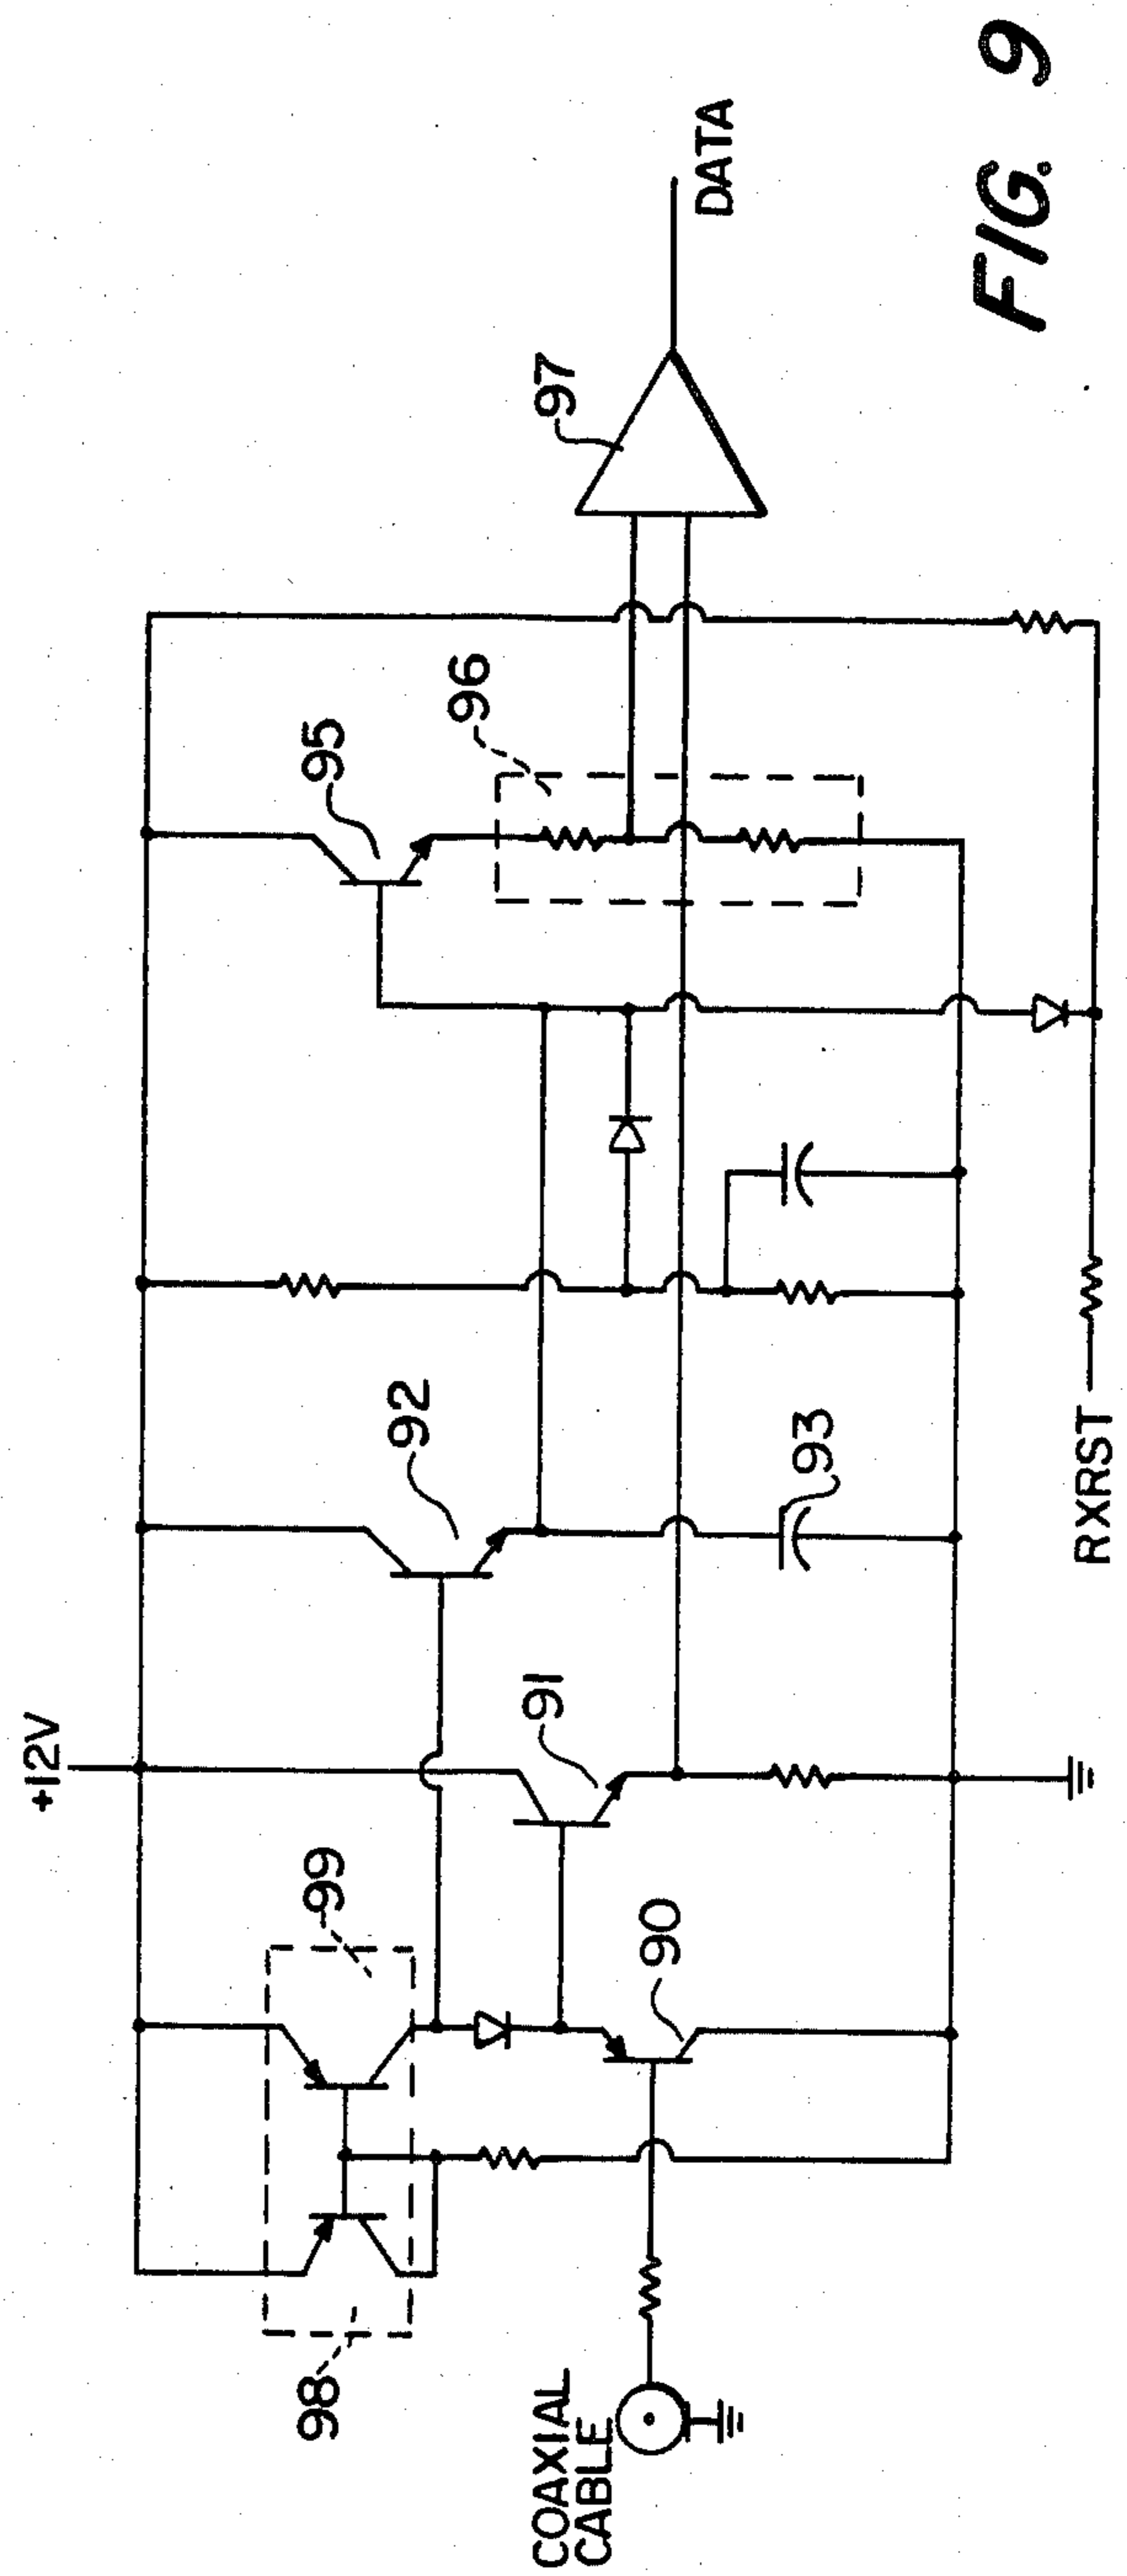 +12V
98
99
92
95
96
97
91
90
93
COAXIAL
CABLE
DATA
RXRST
FIG. 9